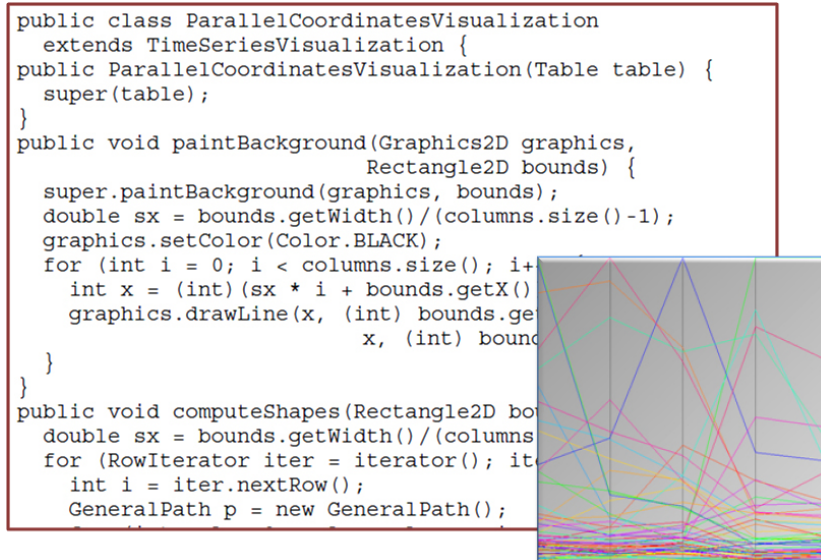 public class ParallelCoordinatesVisualization
extends TimeSeriesVisualization {
public ParallelCoordinatesVisualization(Table table) {
super(table);
}
public void paintBackground(Graphics2D graphics,
Rectangle2D bounds) {
super.paintBackground(graphics, bounds);
double sx = bounds.getWidth()/(columns.size()-1);
graphics.setColor(Color.BLACK);
for (int i = 0; i < columns.size(); i+
int x = (int)(sx * i + bounds.getX()
graphics.drawLine(x, (int) bounds.ge
x, (int) boun
}
}
public void computeShapes(Rectangle2D bou
double sx = bounds.getWidth()/(columns
for (RowIterator iter = iterator(); it
int i = iter.nextRow();
GeneralPath p = new GeneralPath();